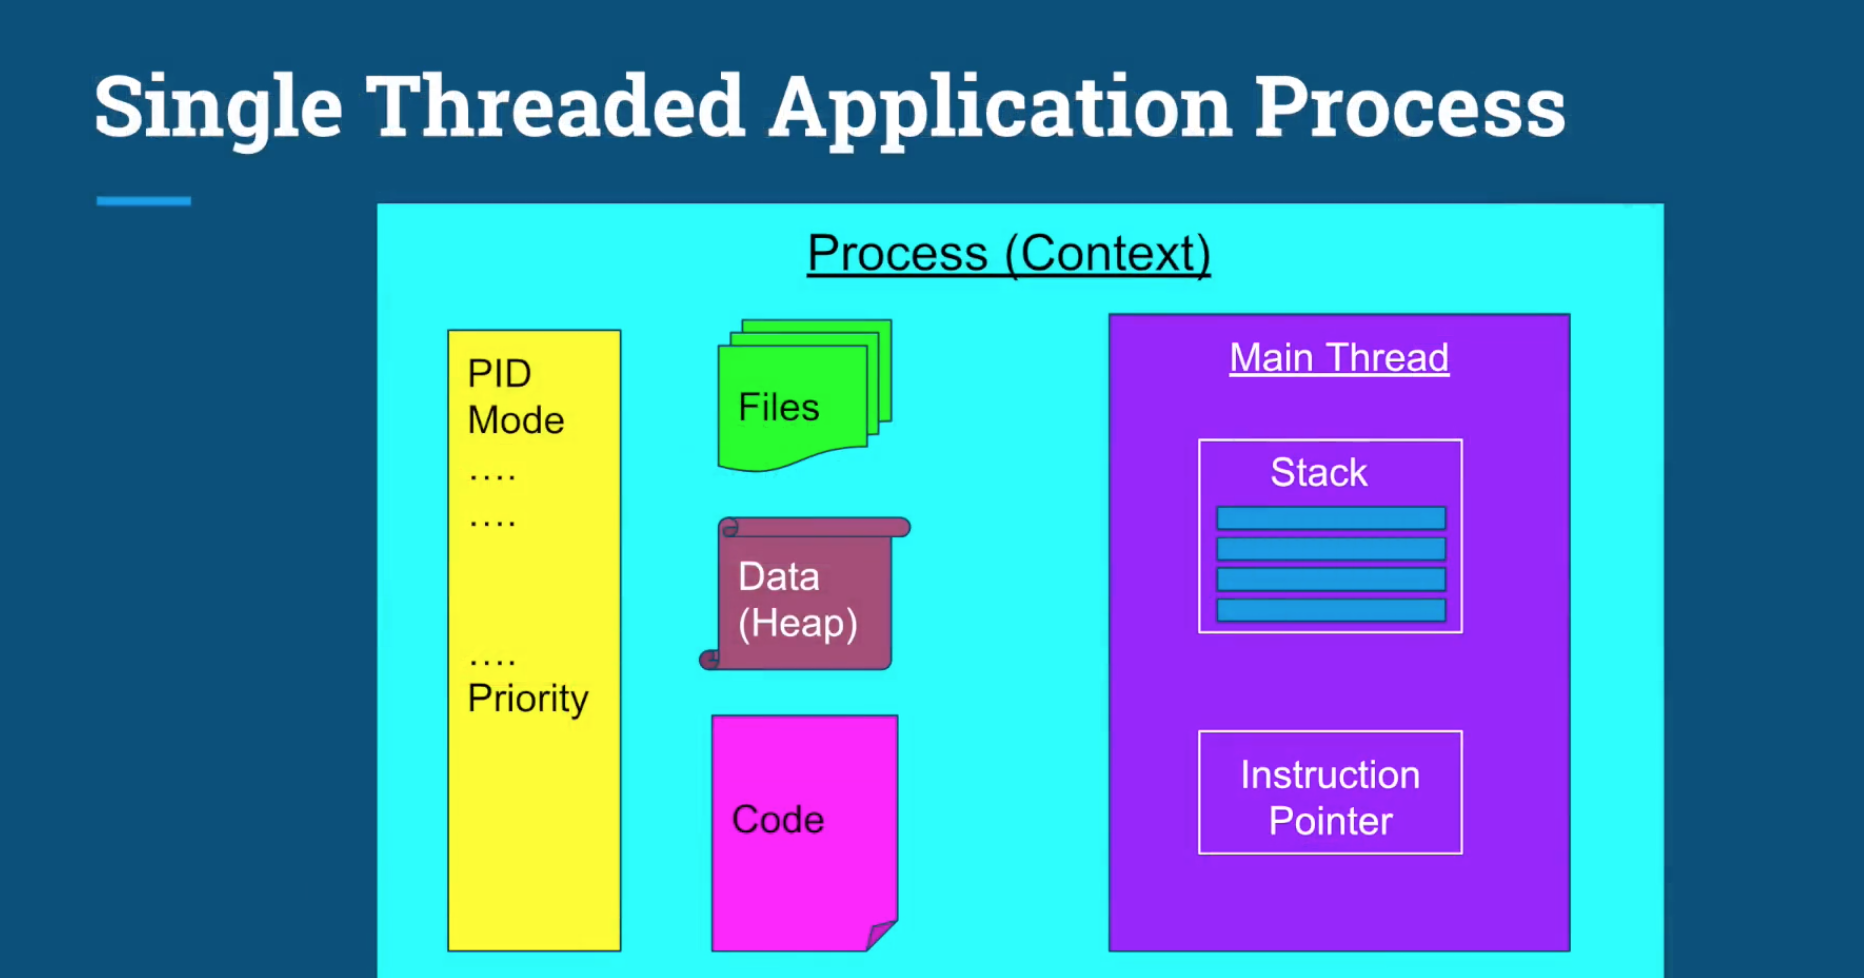 Single Threaded Application Process
Process (Context)
PID
Mode
....
....
....
Priority
Files
Data
(Heap)
Code
Main Thread
Stack
Instruction
Pointer